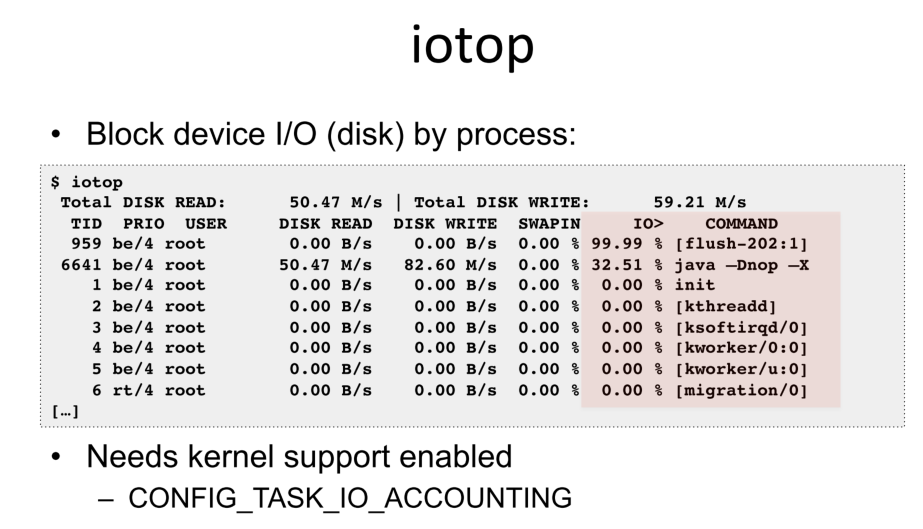 iotop
• Block device I/O (disk) by process:
$ iotop
Total DISK READ: 50.47 M/s | Total DISK WRITE: 59.21 M/s
TID PRIO USER DISK READ DISK WRITE SWAPIN IO> COMMAND
959 be/4 root 0.00 B/s 0.00 B/s 0.00 % 99.99 % [flush-202:1]
6641 be/4 root 50.47 M/s 82.60 M/s 0.00 % 32.51 % java –Dnop –X
1 be/4 root 0.00 B/s 0.00 B/s 0.00 % 0.00 % init
2 be/4 root 0.00 B/s 0.00 B/s 0.00 % 0.00 % [kthreadd]
3 be/4 root 0.00 B/s 0.00 B/s 0.00 % 0.00 % [ksoftirqd/0]
4 be/4 root 0.00 B/s 0.00 B/s 0.00 % 0.00 % [kworker/0:0]
5 be/4 root 0.00 B/s 0.00 B/s 0.00 % 0.00 % [kworker/u:0]
6 rt/4 root 0.00 B/s 0.00 B/s 0.00 % 0.00 % [migration/0]
[…]
• Needs kernel support enabled
– CONFIG_TASK_IO_ACCOUNTING